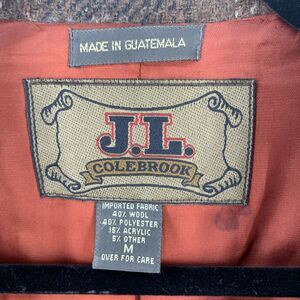 MADE IN GUATEMALA
J.L.
COLEBROOK
IMPORTED FABRIC
40% WOOL
40% POLYESTER
15% ACRYLIC
5% OTHER
M
OVER FOR CARE